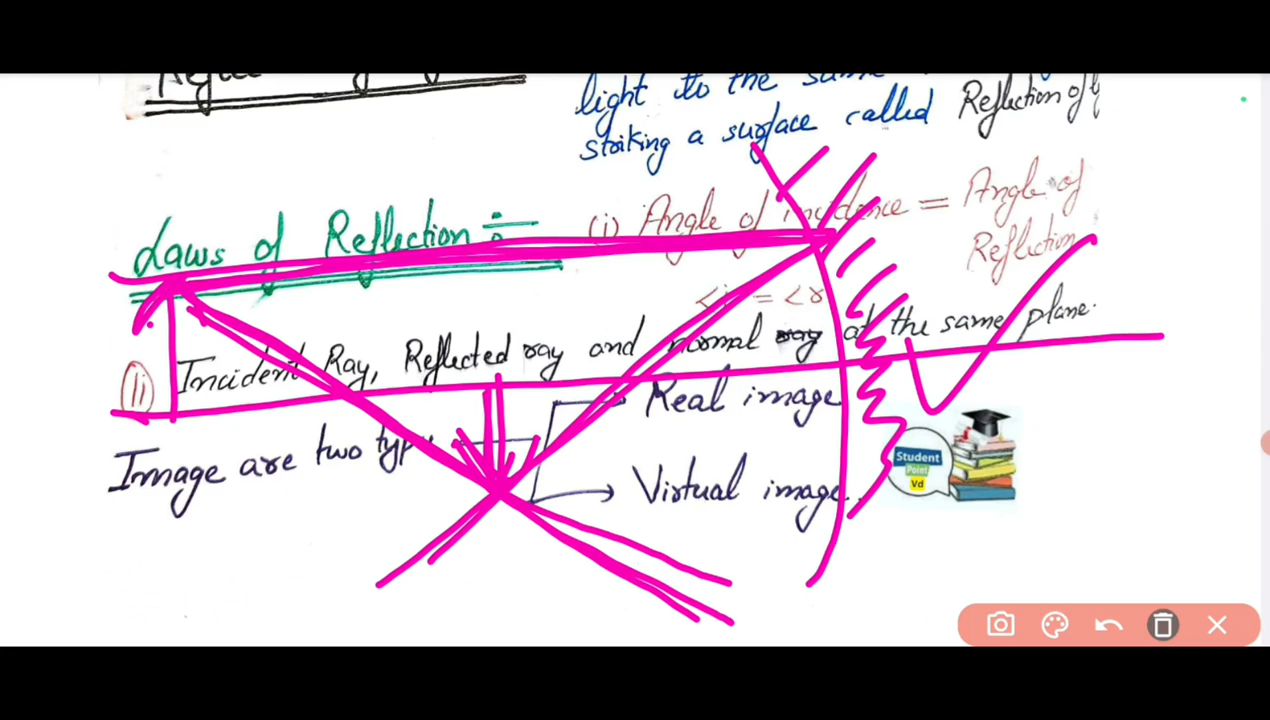 light to the same
striking a surface called Reflection of
Laws of Reflection ÷ (i) Angle of incidence = Angle of Reflection
<i = <r
(ii) Incident Ray, Reflected ray and normal at the same plane.
Image are two type
Real image
Virtual image.
Student
Point
Vd